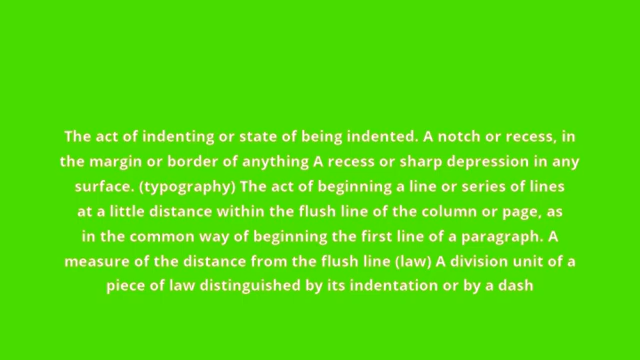 The act of indenting or state of being indented. A notch or recess, in
the margin or border of anything A recess or sharp depression in any
surface. (typography) The act of beginning a line or series of lines
at a little distance within the flush line of the column or page, as
in the common way of beginning the first line of a paragraph. A
measure of the distance from the flush line (law) A division unit of a
piece of law distinguished by its indentation or by a dash